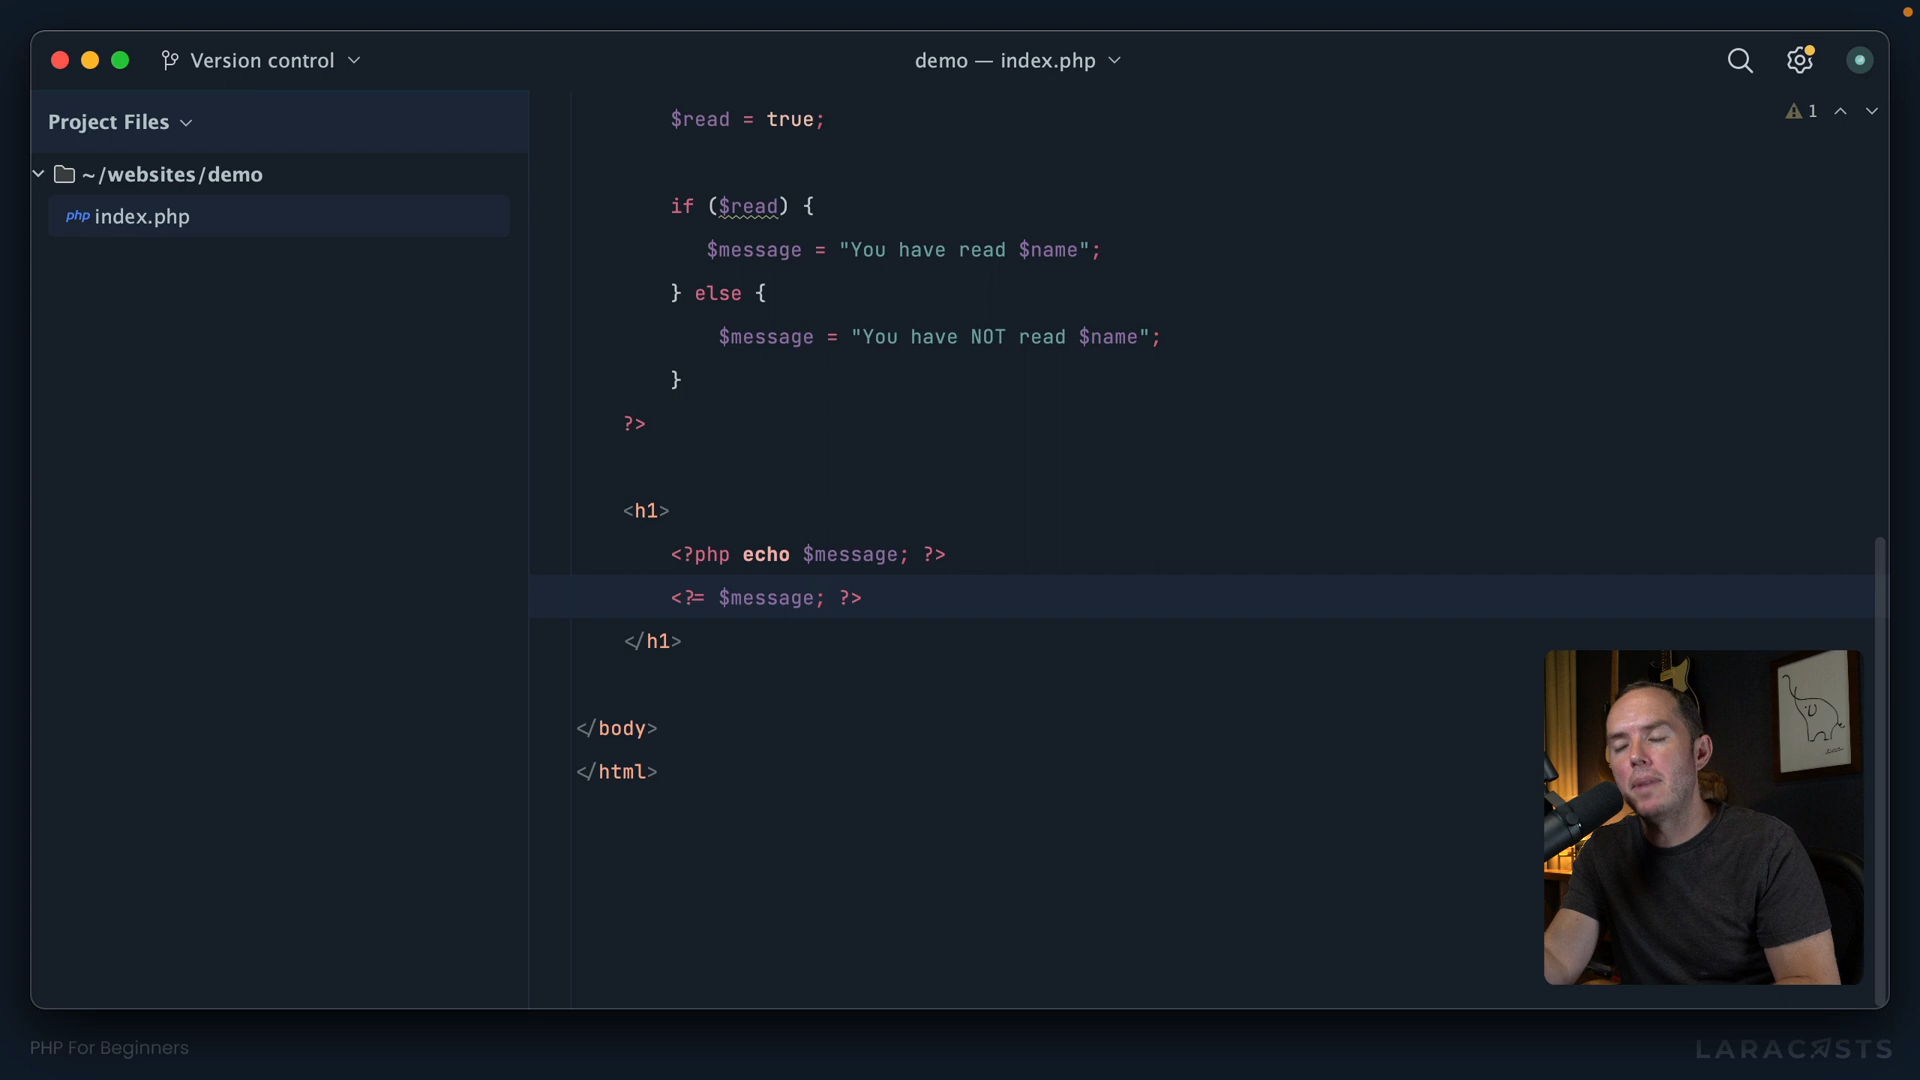 Version control
demo — index.php
Project Files
~/websites/demo
php index.php
1
$read = true;
if ($read) {
$message = "You have read $name";
} else {
$message = "You have NOT read $name";
}
?>
<h1>
<?php echo $message; ?>
<?= $message; ?>
</h1>
</body>
</html>
PHP For Beginners
LARACASTS